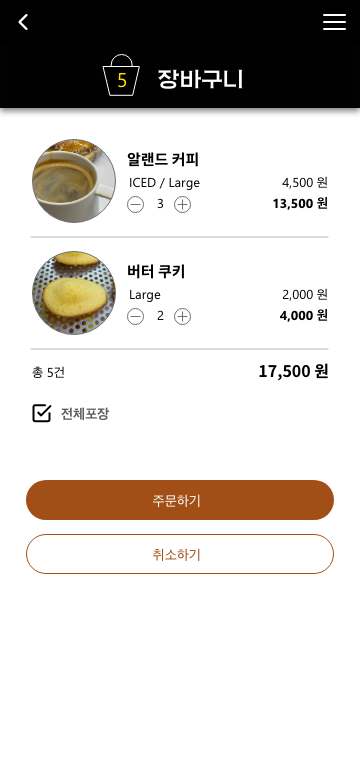 5 장바구니
알랜드 커피
ICED / Large 4,500 원
3 13,500 원
버터 쿠키
Large 2,000 원
2 4,000 원
총 5건 17,500 원
전체포장
주문하기
취소하기